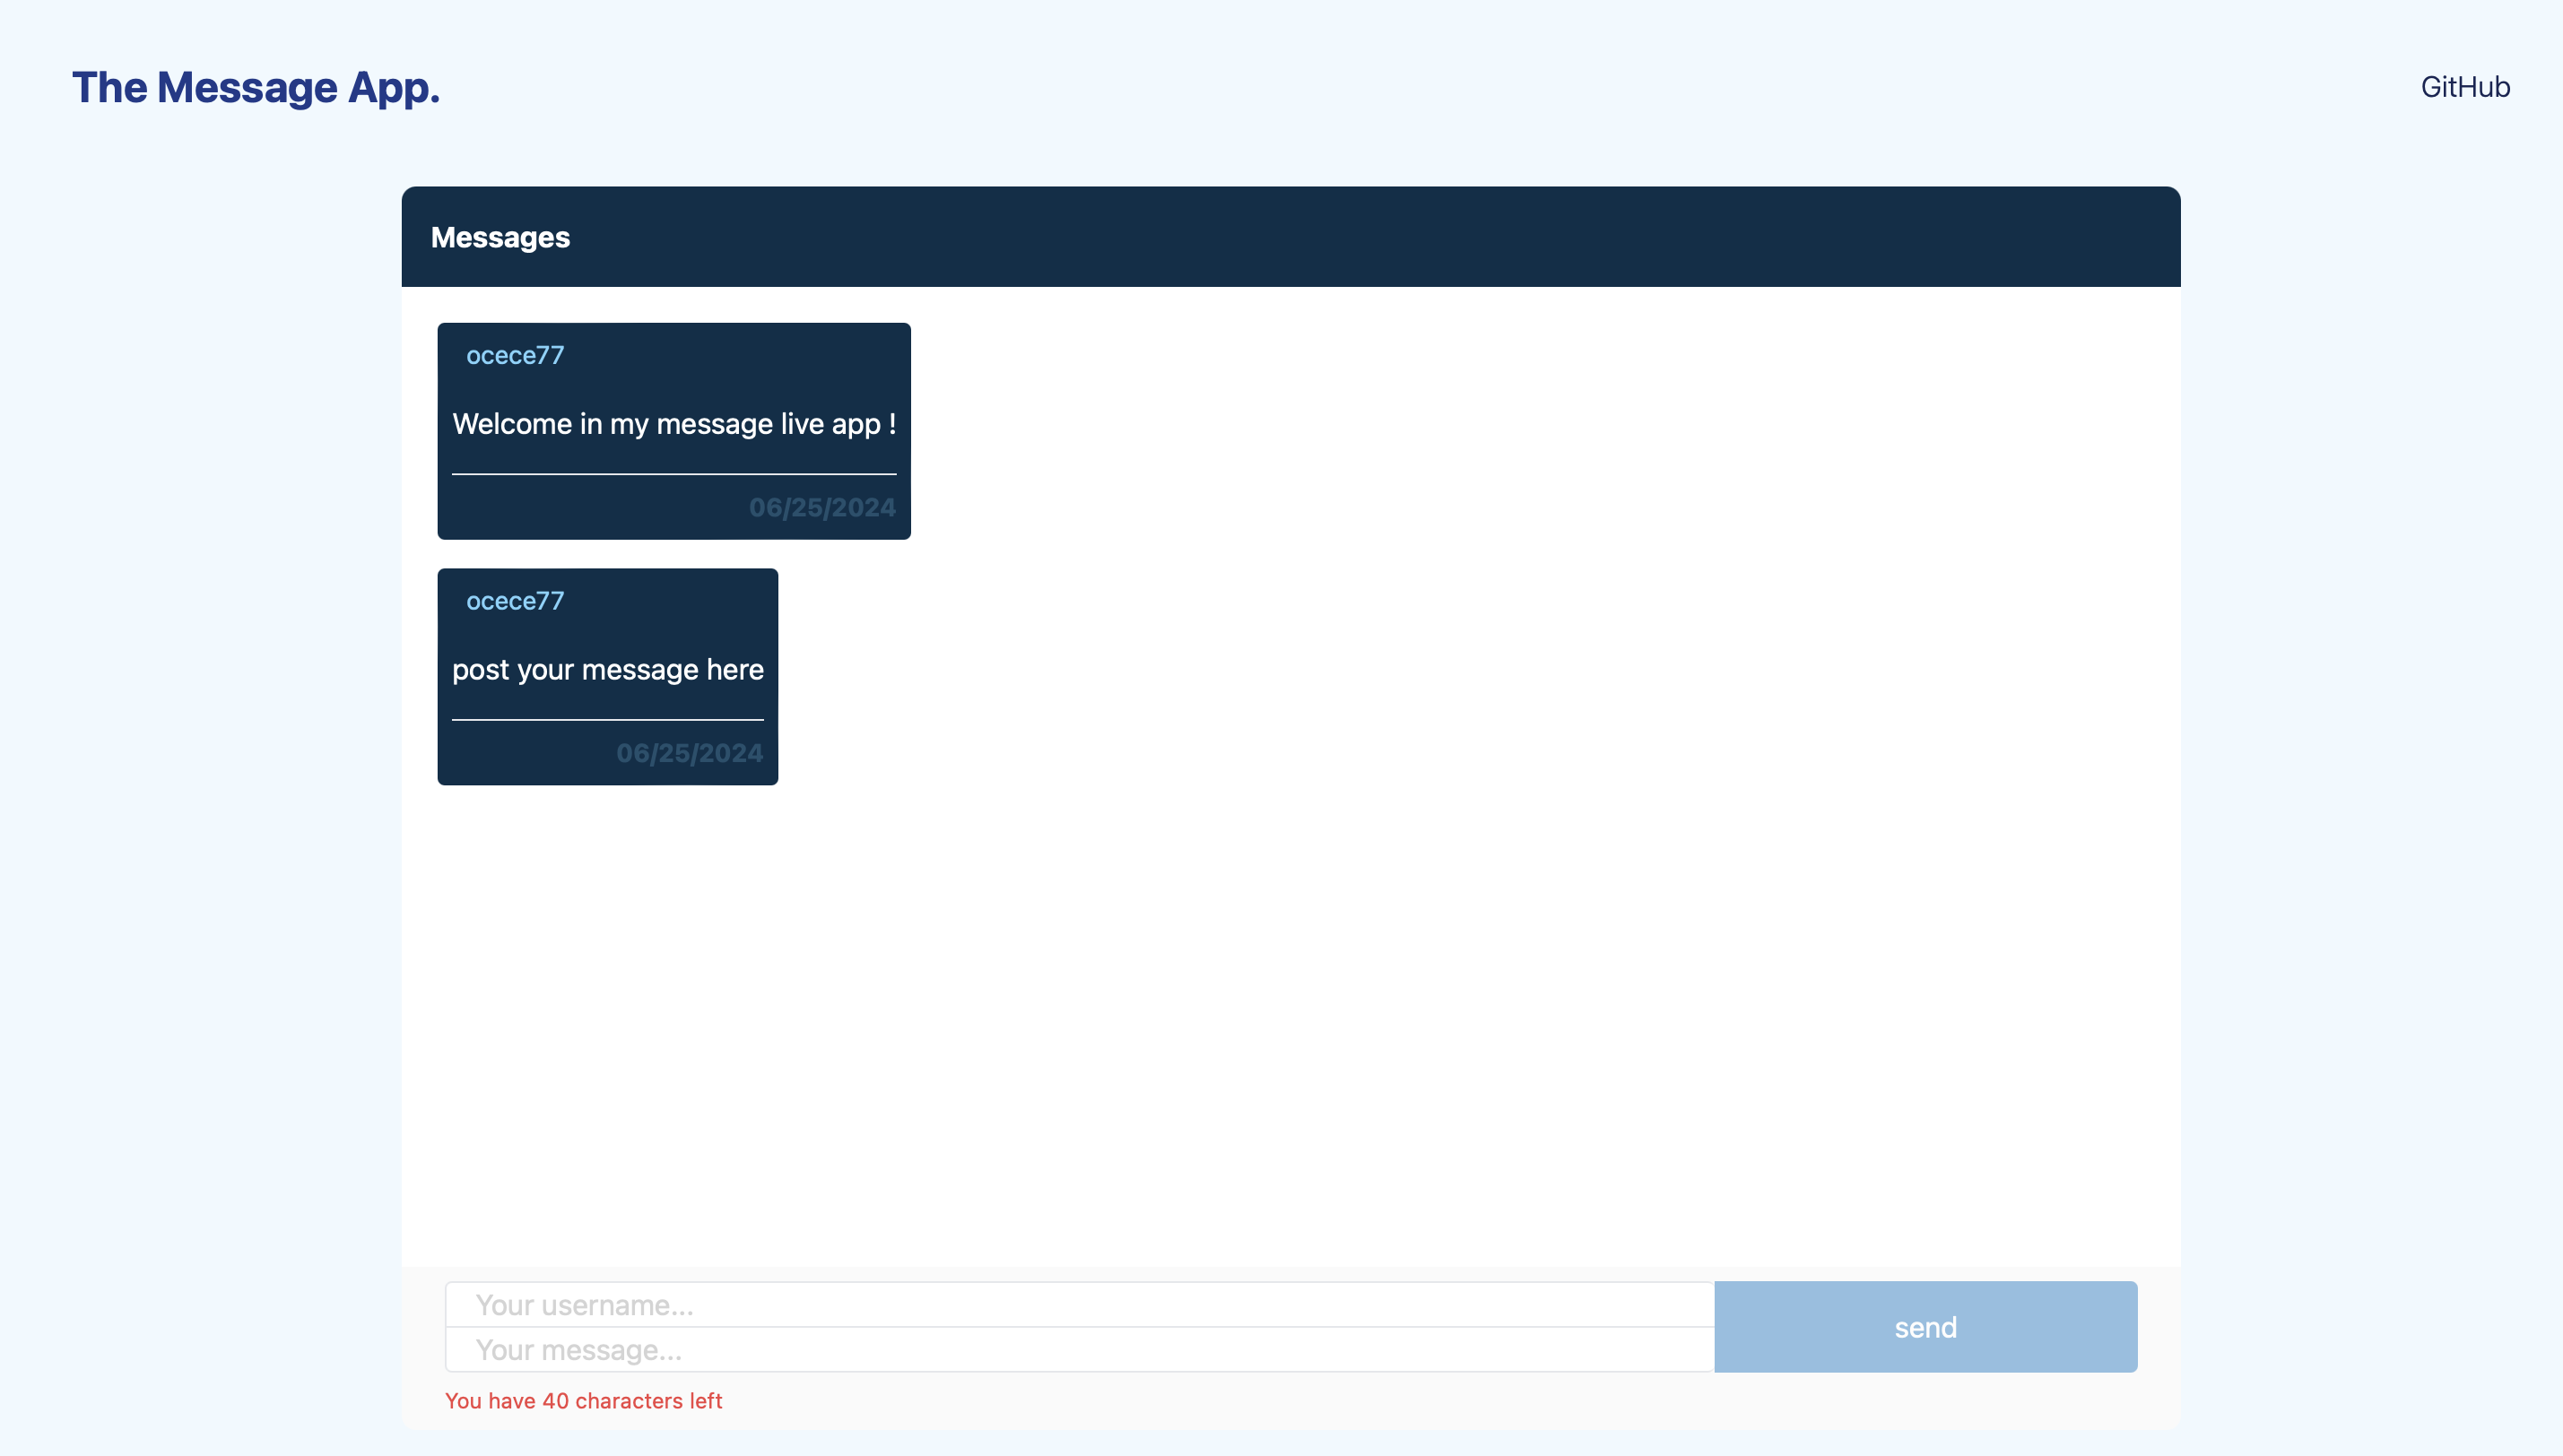 The Message App.
GitHub
Messages
ocece77
Welcome in my message live app !
06/25/2024
ocece77
post your message here
06/25/2024
Your username...
Your message...
send
You have 40 characters left